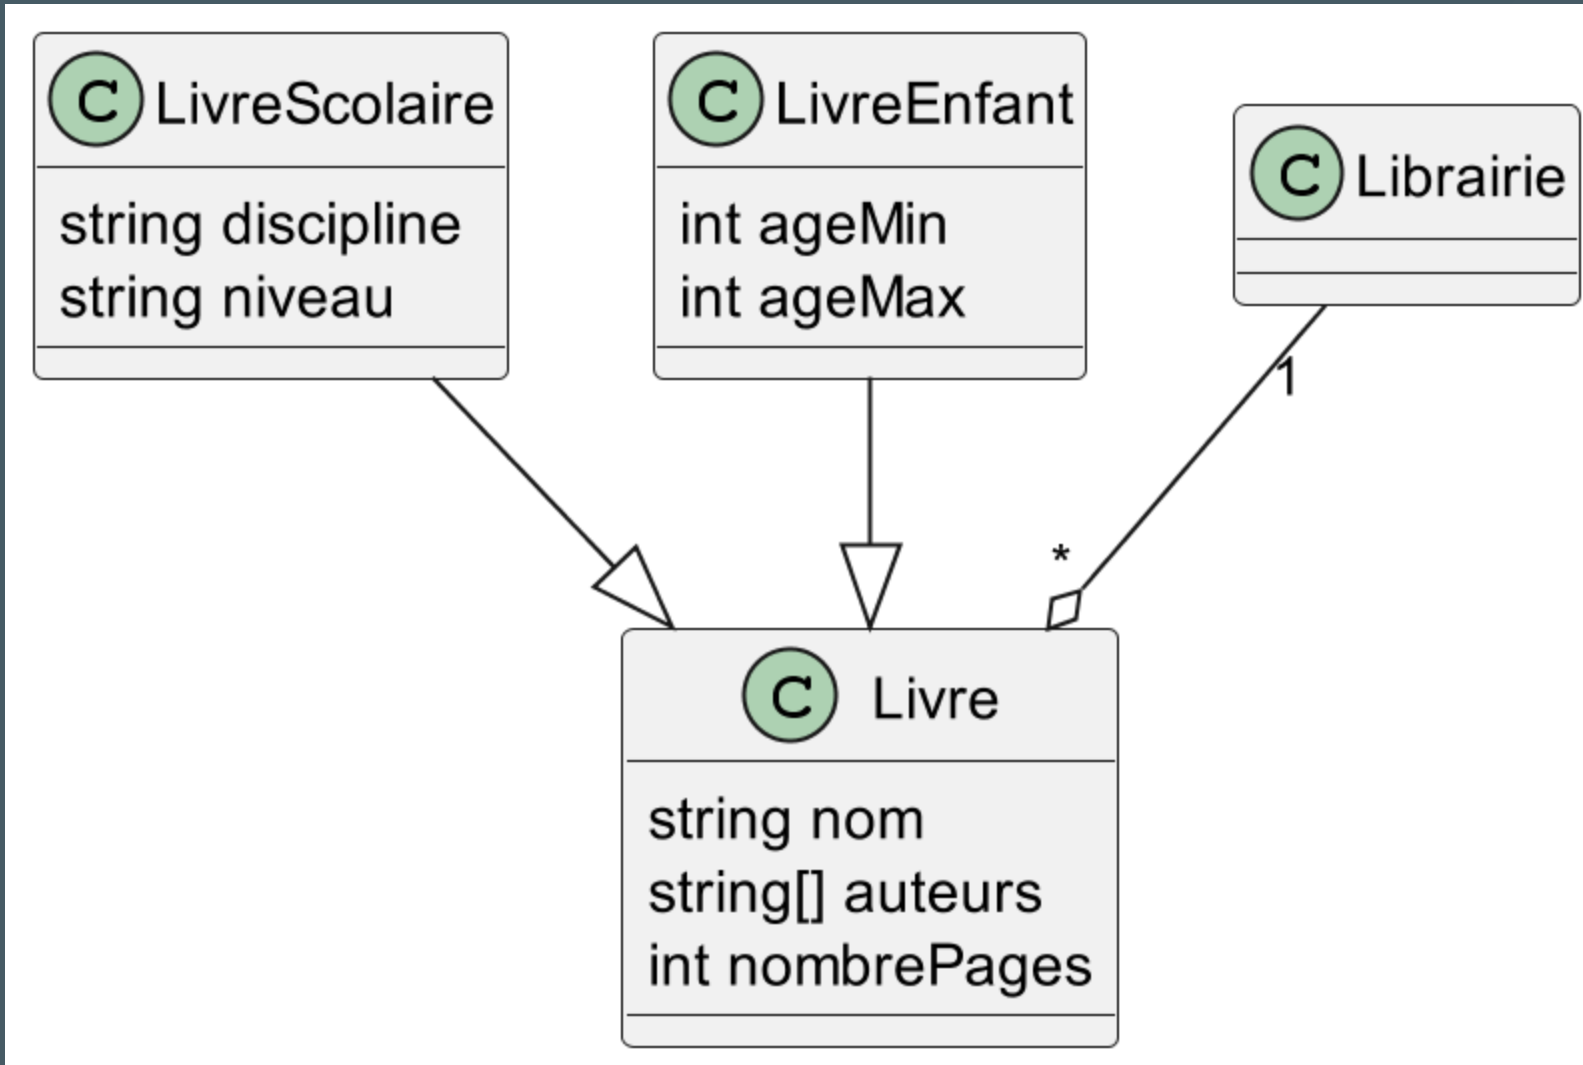 C LivreScolaire
string discipline
string niveau
C LivreEnfant
int ageMin
int ageMax
C Librairie
1
*
C Livre
string nom
string[] auteurs
int nombrePages